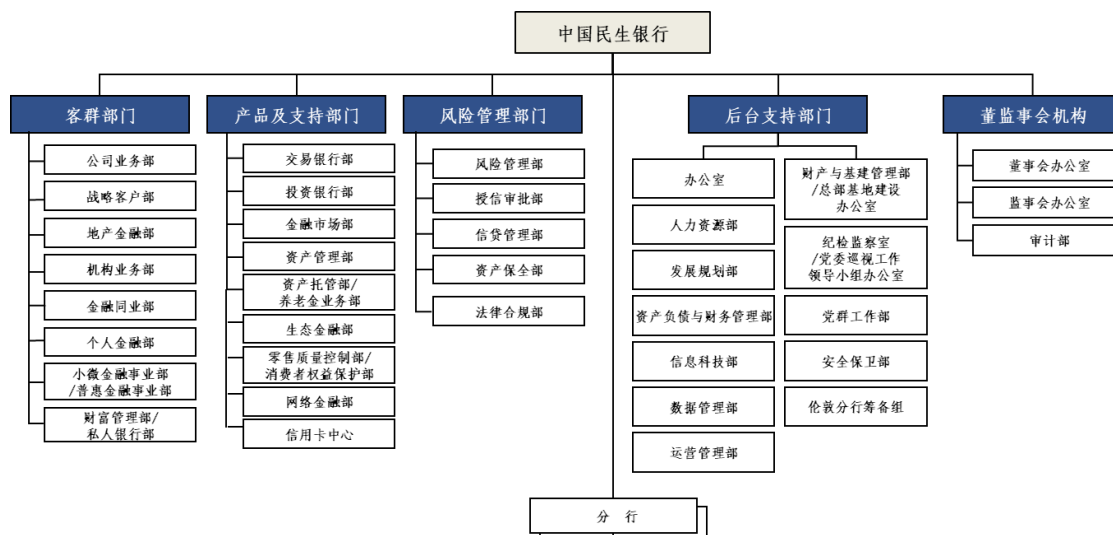 中国民生银行
客群部门
公司业务部
战略客户部
地产金融部
机构业务部
金融同业部
个人金融部
小微金融事业部
/普惠金融事业部
财富管理部/
私人银行部
产品及支持部门
交易银行部
投资银行部
金融市场部
资产管理部
资产托管部/
养老金业务部
生态金融部
零售质量控制部/
消费者权益保护部
网络金融部
信用卡中心
风险管理部门
风险管理部
授信审批部
信贷管理部
资产保全部
法律合规部
后台支持部门
办公室
人力资源部
发展规划部
资产负债与财务管理部
信息科技部
数据管理部
运营管理部
财产与基建管理部
/总部基地建设
办公室
纪检监察室
/党委巡视工作
领导小组办公室
党群工作部
安全保卫部
伦敦分行筹备组
董监事会机构
董事会办公室
监事会办公室
审计部
分 行